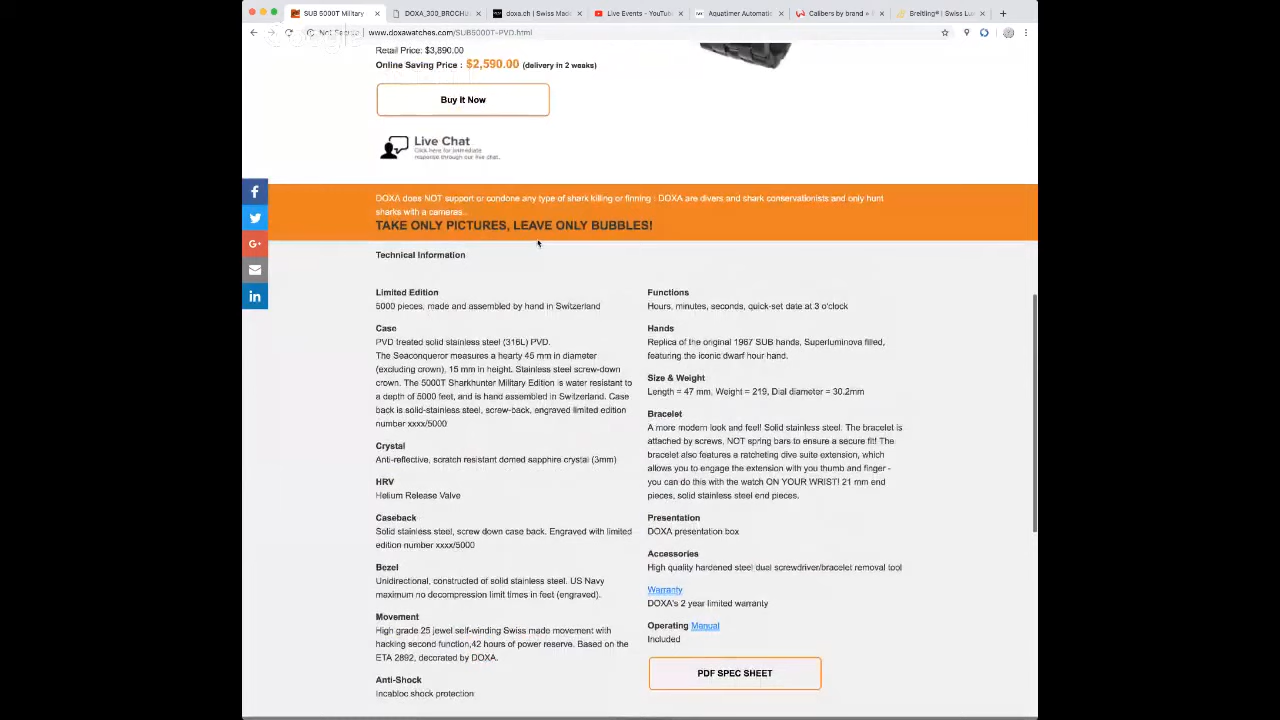 SUB 5000T Military
DOXA_300_BROCHU
doxa.ch | Swiss Made
Live Events - YouTube
Aquatimer Automatic
Calibers by brand «
Breitling® | Swiss Lu
Not Secure | www.doxawatches.com/SUB5000T-PVD.html
Retail Price: $3,890.00
Online Saving Price : $2,590.00 (delivery in 2 weeks)
Buy It Now
Live Chat
Click here for immediate
response through our live chat.
DOXA does NOT support or condone any type of shark killing or finning : DOXA are divers and shark conservationists and only hunt
sharks with a cameras..
TAKE ONLY PICTURES, LEAVE ONLY BUBBLES!
Technical Information
Limited Edition
5000 pieces, made and assembled by hand in Switzerland
Case
PVD treated solid stainless steel (316L) PVD.
The Seaconqueror measures a hearty 45 mm in diameter
(excluding crown), 15 mm in height. Stainless steel screw-down
crown. The 5000T Sharkhunter Military Edition is water resistant to
a depth of 5000 feet, and is hand assembled in Switzerland. Case
back is solid-stainless steel, screw-back, engraved limited edition
number xxxx/5000
Crystal
Anti-reflective, scratch resistant domed sapphire crystal (3mm)
HRV
Helium Release Valve
Caseback
Solid stainless steel, screw down case back. Engraved with limited
edition number xxxx/5000
Bezel
Unidirectional, constructed of solid stainless steel. US Navy
maximum no decompression limit times in feet (engraved).
Movement
High grade 25 jewel self-winding Swiss made movement with
hacking second function,42 hours of power reserve. Based on the
ETA 2892, decorated by DOXA.
Anti-Shock
Incabloc shock protection
Functions
Hours, minutes, seconds, quick-set date at 3 o'clock
Hands
Replica of the original 1967 SUB hands, Superluminova filled,
featuring the iconic dwarf hour hand.
Size & Weight
Length = 47 mm, Weight = 219, Dial diameter = 30.2mm
Bracelet
A more modern look and feel! Solid stainless steel. The bracelet is
attached by screws, NOT spring bars to ensure a secure fit! The
bracelet also features a ratcheting dive suite extension, which
allows you to engage the extension with you thumb and finger -
you can do this with the watch ON YOUR WRIST! 21 mm end
pieces, solid stainless steel end pieces.
Presentation
DOXA presentation box
Accessories
High quality hardened steel dual screwdriver/bracelet removal tool
Warranty
DOXA's 2 year limited warranty
Operating Manual
Included
PDF SPEC SHEET